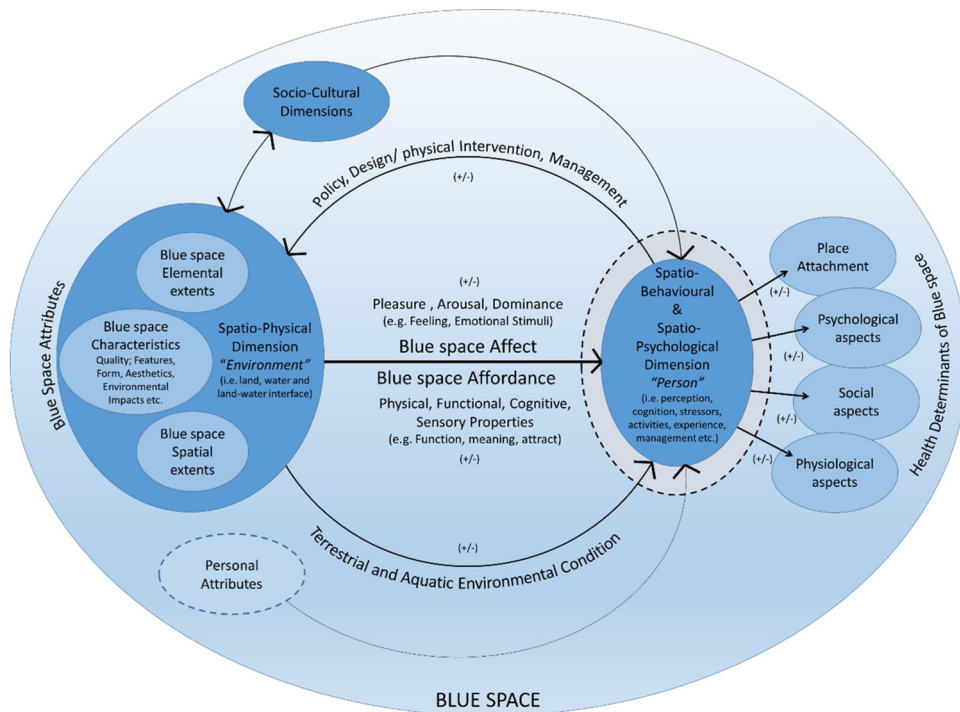 Socio-Cultural
Dimensions
Policy, Design/ physical Intervention, Management
(+/-)
Blue Space Attributes
Blue space
Elemental
extents
Blue space
Characteristics
Quality; Features,
Form, Aesthetics,
Environmental
Impacts etc.
Blue space
Spatial
extents
Spatio-Physical
Dimension
"Environment"
(i.e. land, water and
land-water interface)
(+/-)
Pleasure , Arousal, Dominance
(e.g. Feeling, Emotional Stimuli)
Blue space Affect
Blue space Affordance
Physical, Functional, Cognitive,
Sensory Properties
(e.g. Function, meaning, attract)
(+/-)
Spatio-
Behavioural
&
Spatio-
Psychological
Dimension
"Person"
(i.e. perception,
cognition, stressors,
activities, experience,
management etc.)
(+/-)
(+/-)
(+/-)
(+/-)
Place
Attachment
Psychological
aspects
Social
aspects
Physiological
aspects
Health Determinants of Blue space
(+/-)
Terrestrial and Aquatic Environmental Condition
Personal
Attributes
BLUE SPACE